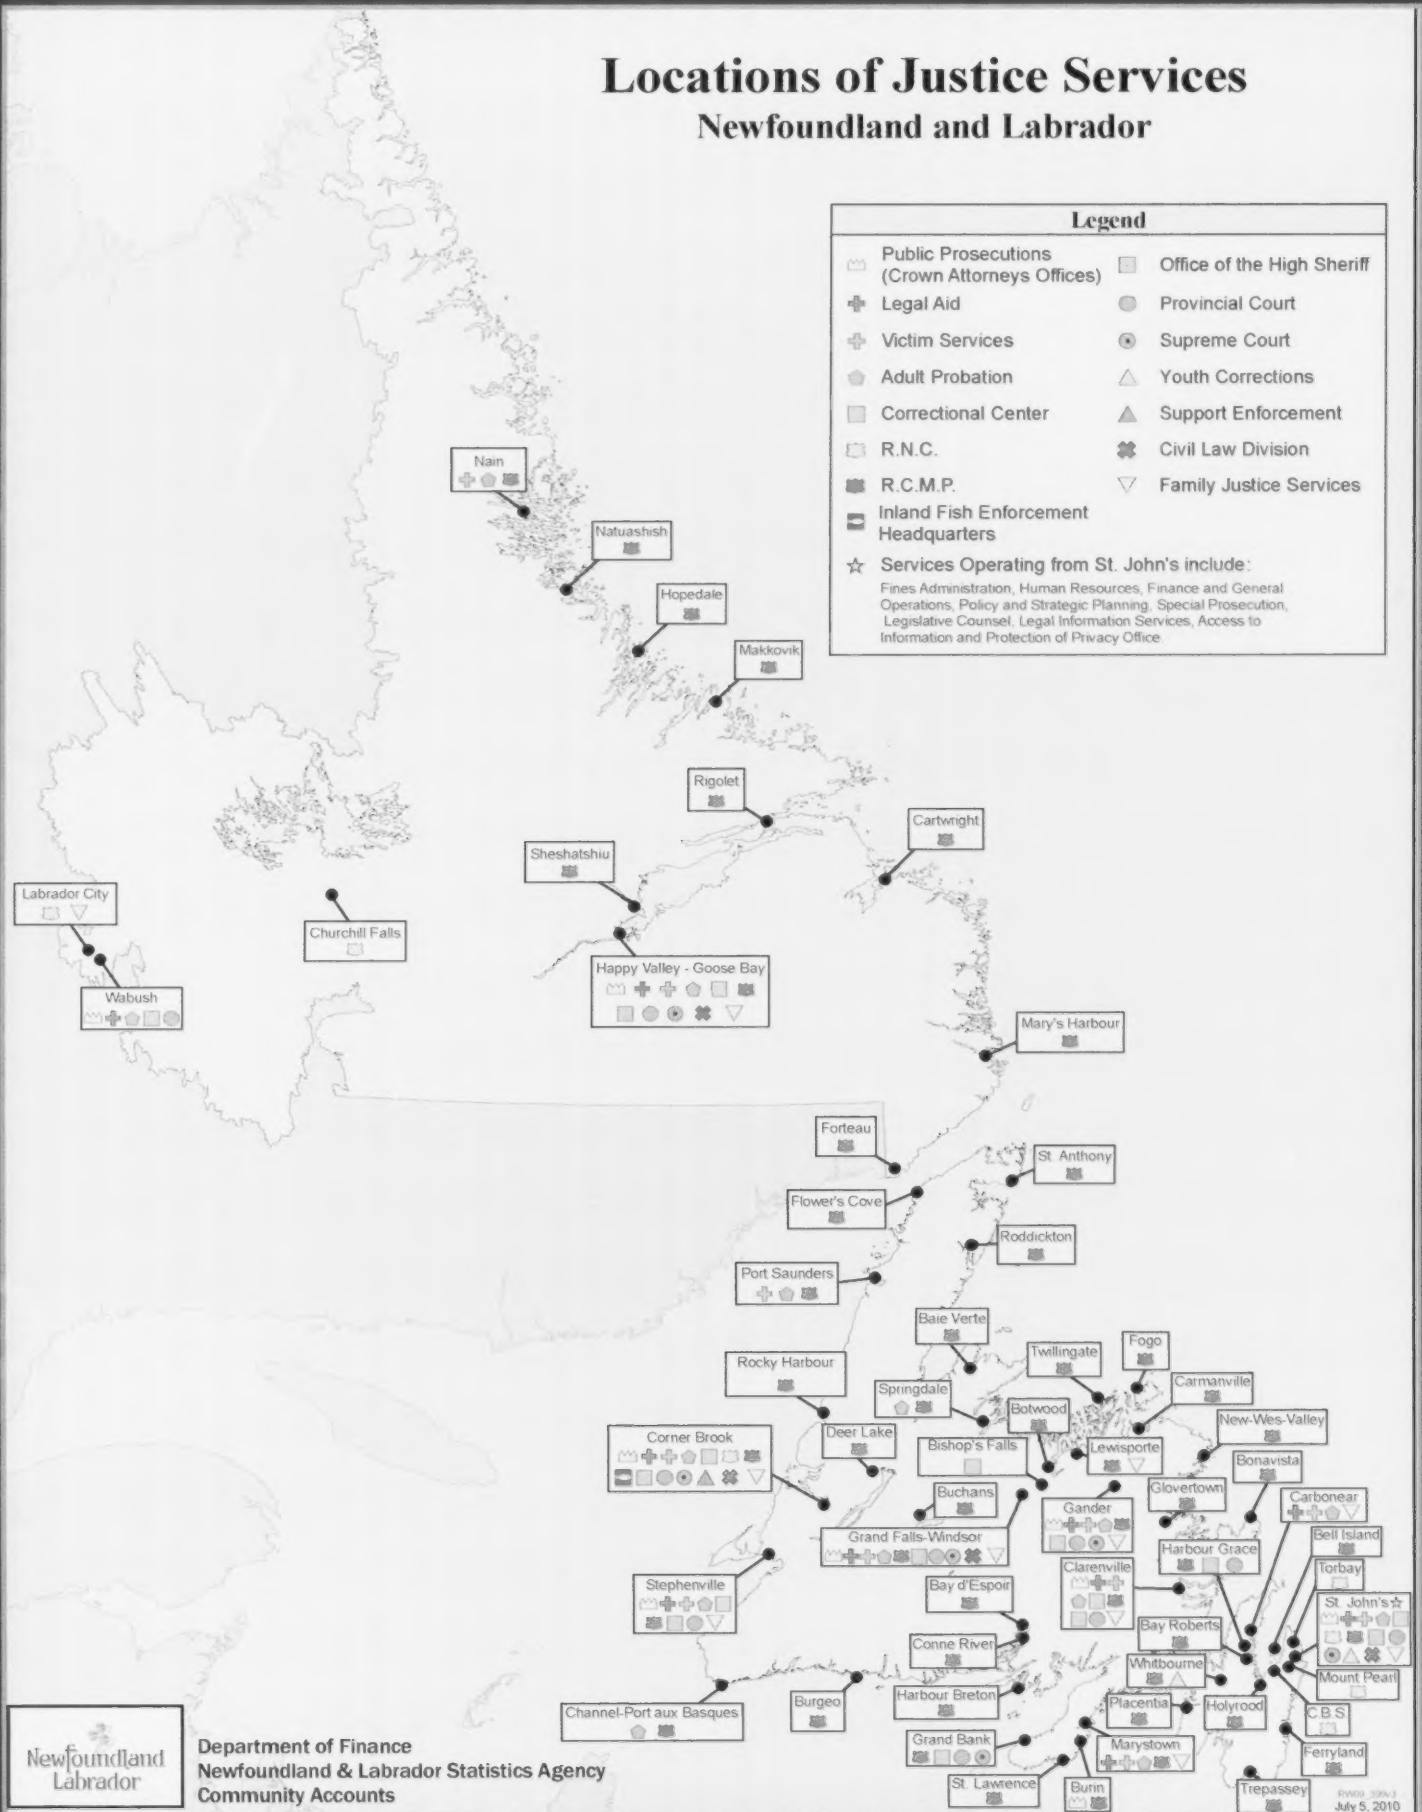 Locations of Justice Services
Newfoundland and Labrador
Legend
Public Prosecutions
(Crown Attorneys Offices)
Legal Aid
Victim Services
Adult Probation
Correctional Center
R.N.C.
R.C.M.P.
Inland Fish Enforcement
Headquarters
Office of the High Sheriff
Provincial Court
Supreme Court
Youth Corrections
Support Enforcement
Civil Law Division
Family Justice Services
Services Operating from St. John's include:
Fines Administration, Human Resources, Finance and General
Operations, Policy and Strategic Planning, Special Prosecution,
Legislative Counsel, Legal Information Services, Access to
Information and Protection of Privacy Office
Nain
Natuashish
Hopedale
Makkovik
Rigolet
Cartwright
Sheshatshiu
Labrador City
Churchill Falls
Happy Valley - Goose Bay
Wabush
Mary's Harbour
Forteau
St. Anthony
Flower's Cove
Roddickton
Port Saunders
Baie Verte
Twillingate
Fogo
Rocky Harbour
Springdale
Carmanville
Botwood
New-Wes-Valley
Corner Brook
Deer Lake
Bishop's Falls
Lewisporte
Bonavista
Glovertown
Buchans
Gander
Carbonear
Grand Falls-Windsor
Bell Island
Harbour Grace
Torbay
Clarenville
Stephenville
Bay d'Espoir
St. John's
Bay Roberts
Conne River
Whitbourne
Mount Pearl
Harbour Breton
Placentia
Holyrood
Channel-Port aux Basques
Burgeo
C.B.S.
Grand Bank
Marystown
Ferryland
St. Lawrence
Burin
Trepassey
Newfoundland
Labrador
Department of Finance
Newfoundland & Labrador Statistics Agency
Community Accounts
July 5, 2010